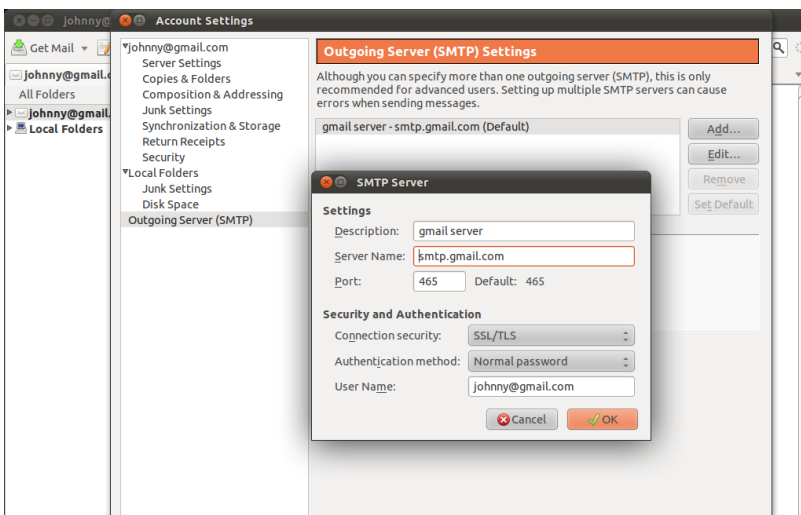 johnny@
Account Settings
Get Mail
johnny@gmail.c
All Folders
johnny@gmail.
Local Folders
johnny@gmail.com
Server Settings
Copies & Folders
Composition & Addressing
Junk Settings
Synchronization & Storage
Return Receipts
Security
Local Folders
Junk Settings
Disk Space
Outgoing Server (SMTP)
Outgoing Server (SMTP) Settings
Although you can specify more than one outgoing server (SMTP), this is only
recommended for advanced users. Setting up multiple SMTP servers can cause
errors when sending messages.
gmail server - smtp.gmail.com (Default)
Add...
Edit...
Remove
Set Default
SMTP Server
Settings
Description: gmail server
Server Name: smtp.gmail.com
Port: 465 Default: 465
Security and Authentication
Connection security: SSL/TLS
Authentication method: Normal password
User Name: johnny@gmail.com
Cancel OK